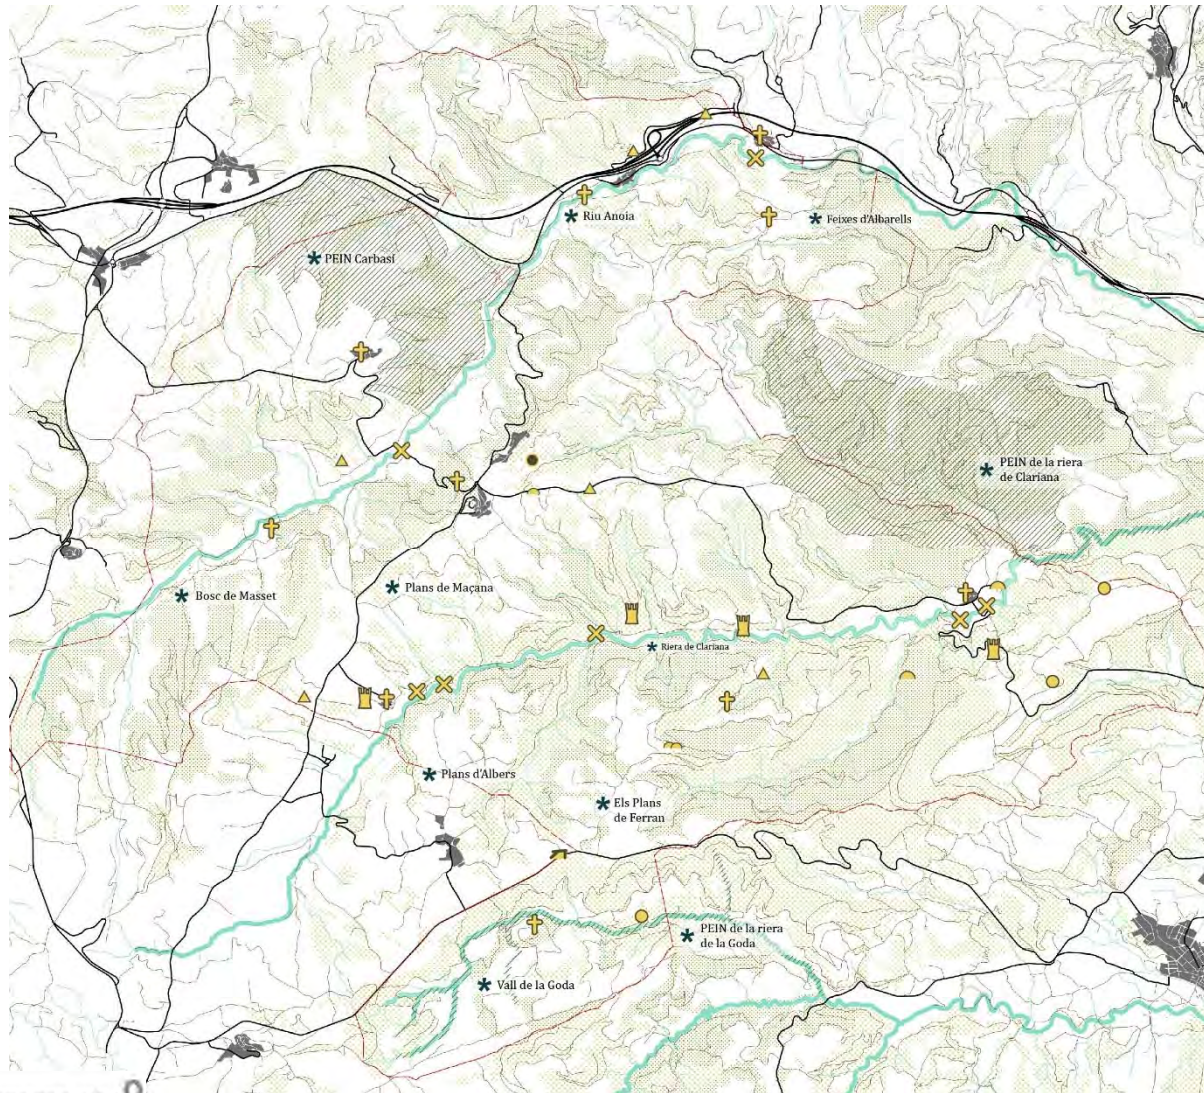 Riu Anoia
Feixes d'Albarells
PEIN Carbasí
PEIN de la riera
de Clariana
Plans de Maçana
Bosc de Masset
Riera de Clariana
Plans d'Albers
Els Plans
de Ferran
PEIN de la riera
de la Goda
Vall de la Goda